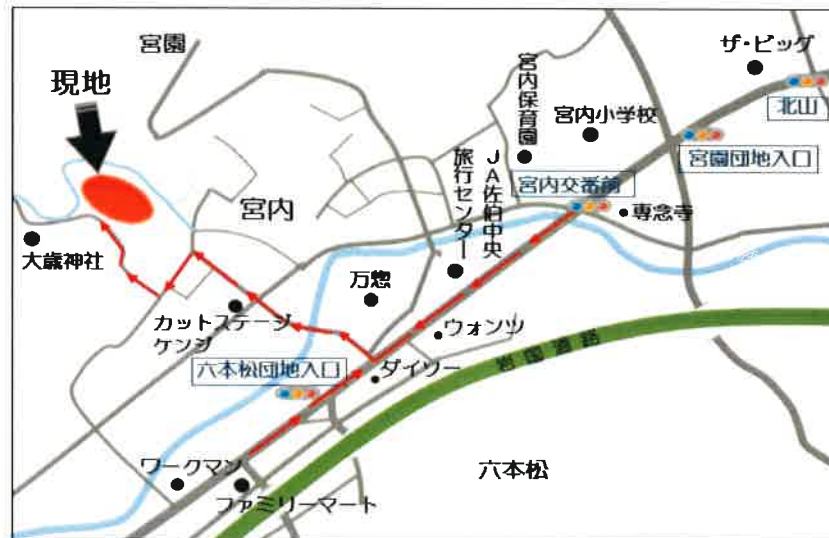 宮園
ザ・ビッグ
現地
宮内保育園
宮内小学校
北山
宮園団地入口
JA佐伯中央
旅行センター
宮内交番前
専念寺
宮内
大歳神社
万惣
カットステージ
ケンジ
ウォンツ
岩国道路
六本松団地入口
ダイソー
ワークマン
ファミリーマート
六本松